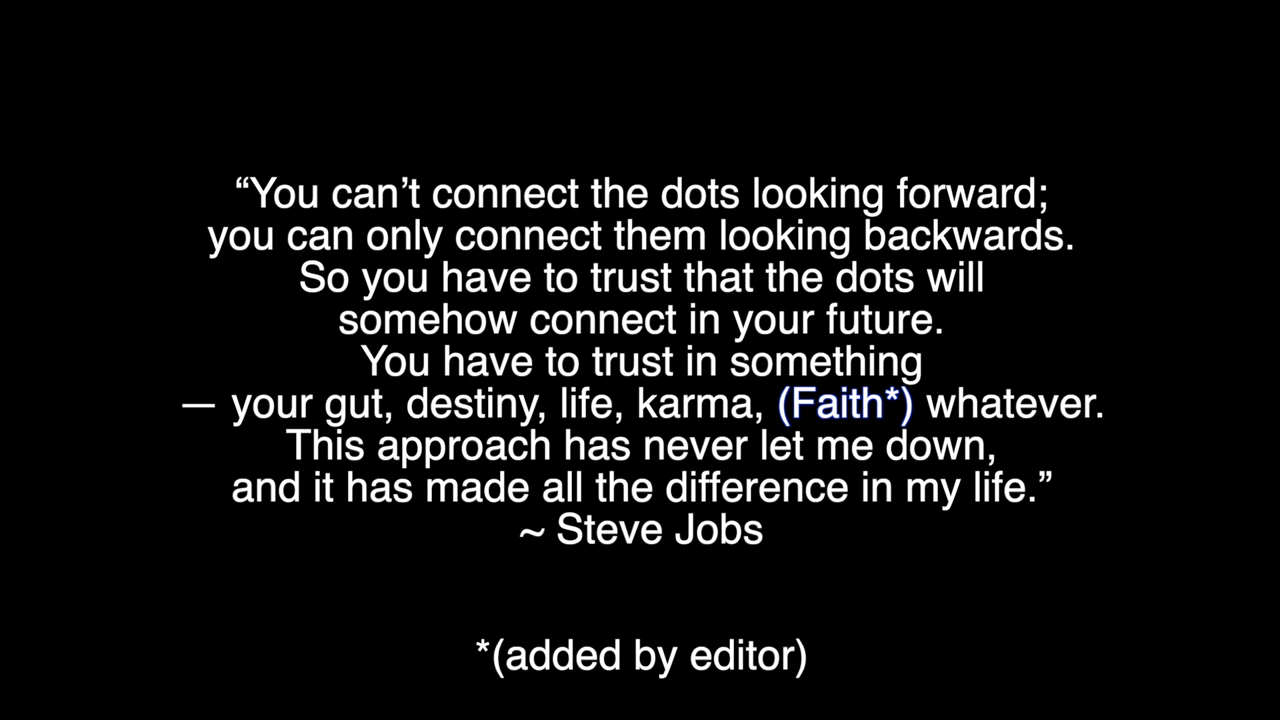 “You can’t connect the dots looking forward;
you can only connect them looking backwards.
So you have to trust that the dots will
somehow connect in your future.
You have to trust in something
— your gut, destiny, life, karma, (Faith*) whatever.
This approach has never let me down,
and it has made all the difference in my life.”
~ Steve Jobs
*(added by editor)